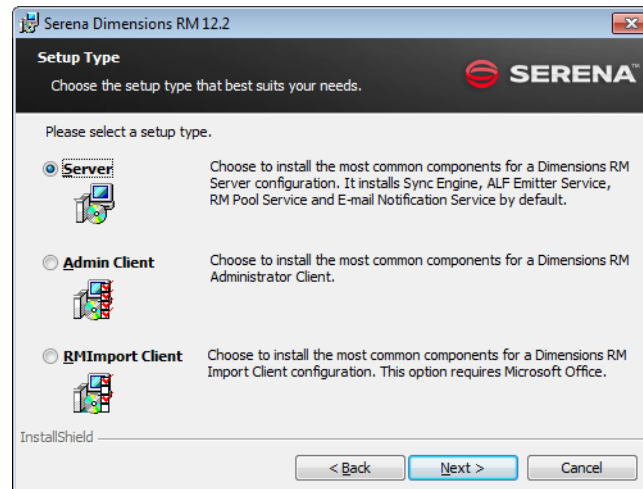 Serena Dimensions RM 12.2
Setup Type
Choose the setup type that best suits your needs.
SERENA™
Please select a setup type.
Server
Choose to install the most common components for a Dimensions RM
Server configuration. It installs Sync Engine, ALF Emitter Service,
RM Pool Service and E-mail Notification Service by default.
Admin Client
Choose to install the most common components for a Dimensions RM
Administrator Client.
RMImport Client
Choose to install the most common components for a Dimensions RM
Import Client configuration. This option requires Microsoft Office.
InstallShield
< Back
Next >
Cancel